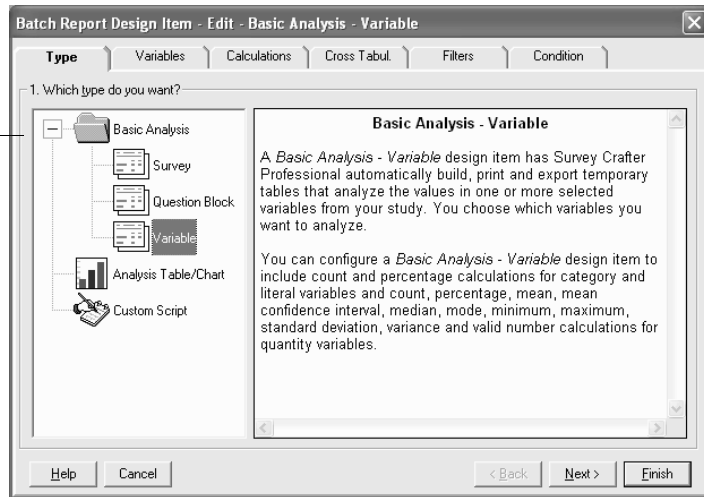 Batch Report Design Item - Edit - Basic Analysis - Variable
Type Variables Calculations Cross Tabul. Filters Condition
1. Which type do you want?
Basic Analysis
Survey
Question Block
Variable
Analysis Table/Chart
Custom Script
Basic Analysis - Variable
A Basic Analysis - Variable design item has Survey Crafter
Professional automatically build, print and export temporary
tables that analyze the values in one or more selected
variables from your study. You choose which variables you
want to analyze.
You can configure a Basic Analysis - Variable design item to
include count and percentage calculations for category and
literal variables and count, percentage, mean, mean
confidence interval, median, mode, minimum, maximum,
standard deviation, variance and valid number calculations for
quantity variables.
Help Cancel < Back Next > Finish